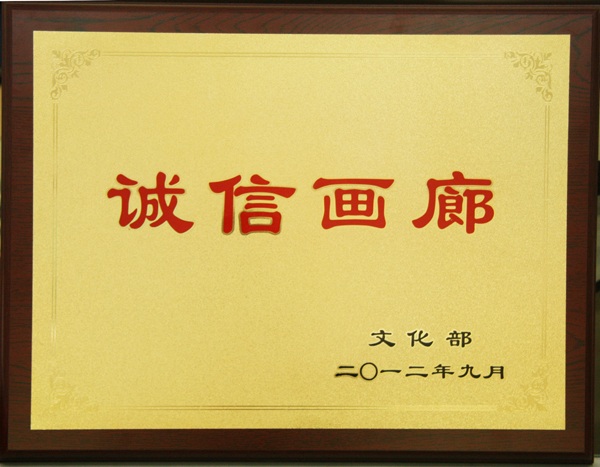 诚信画廊
文化部
二〇一二年九月